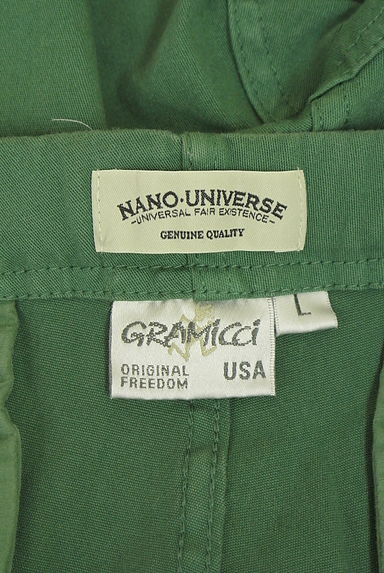 NANO·UNIVERSE
-UNIVERSAL FAIR EXISTENCE-
GENUINE QUALITY
L
GRAMICCI
ORIGINAL
FREEDOM
USA